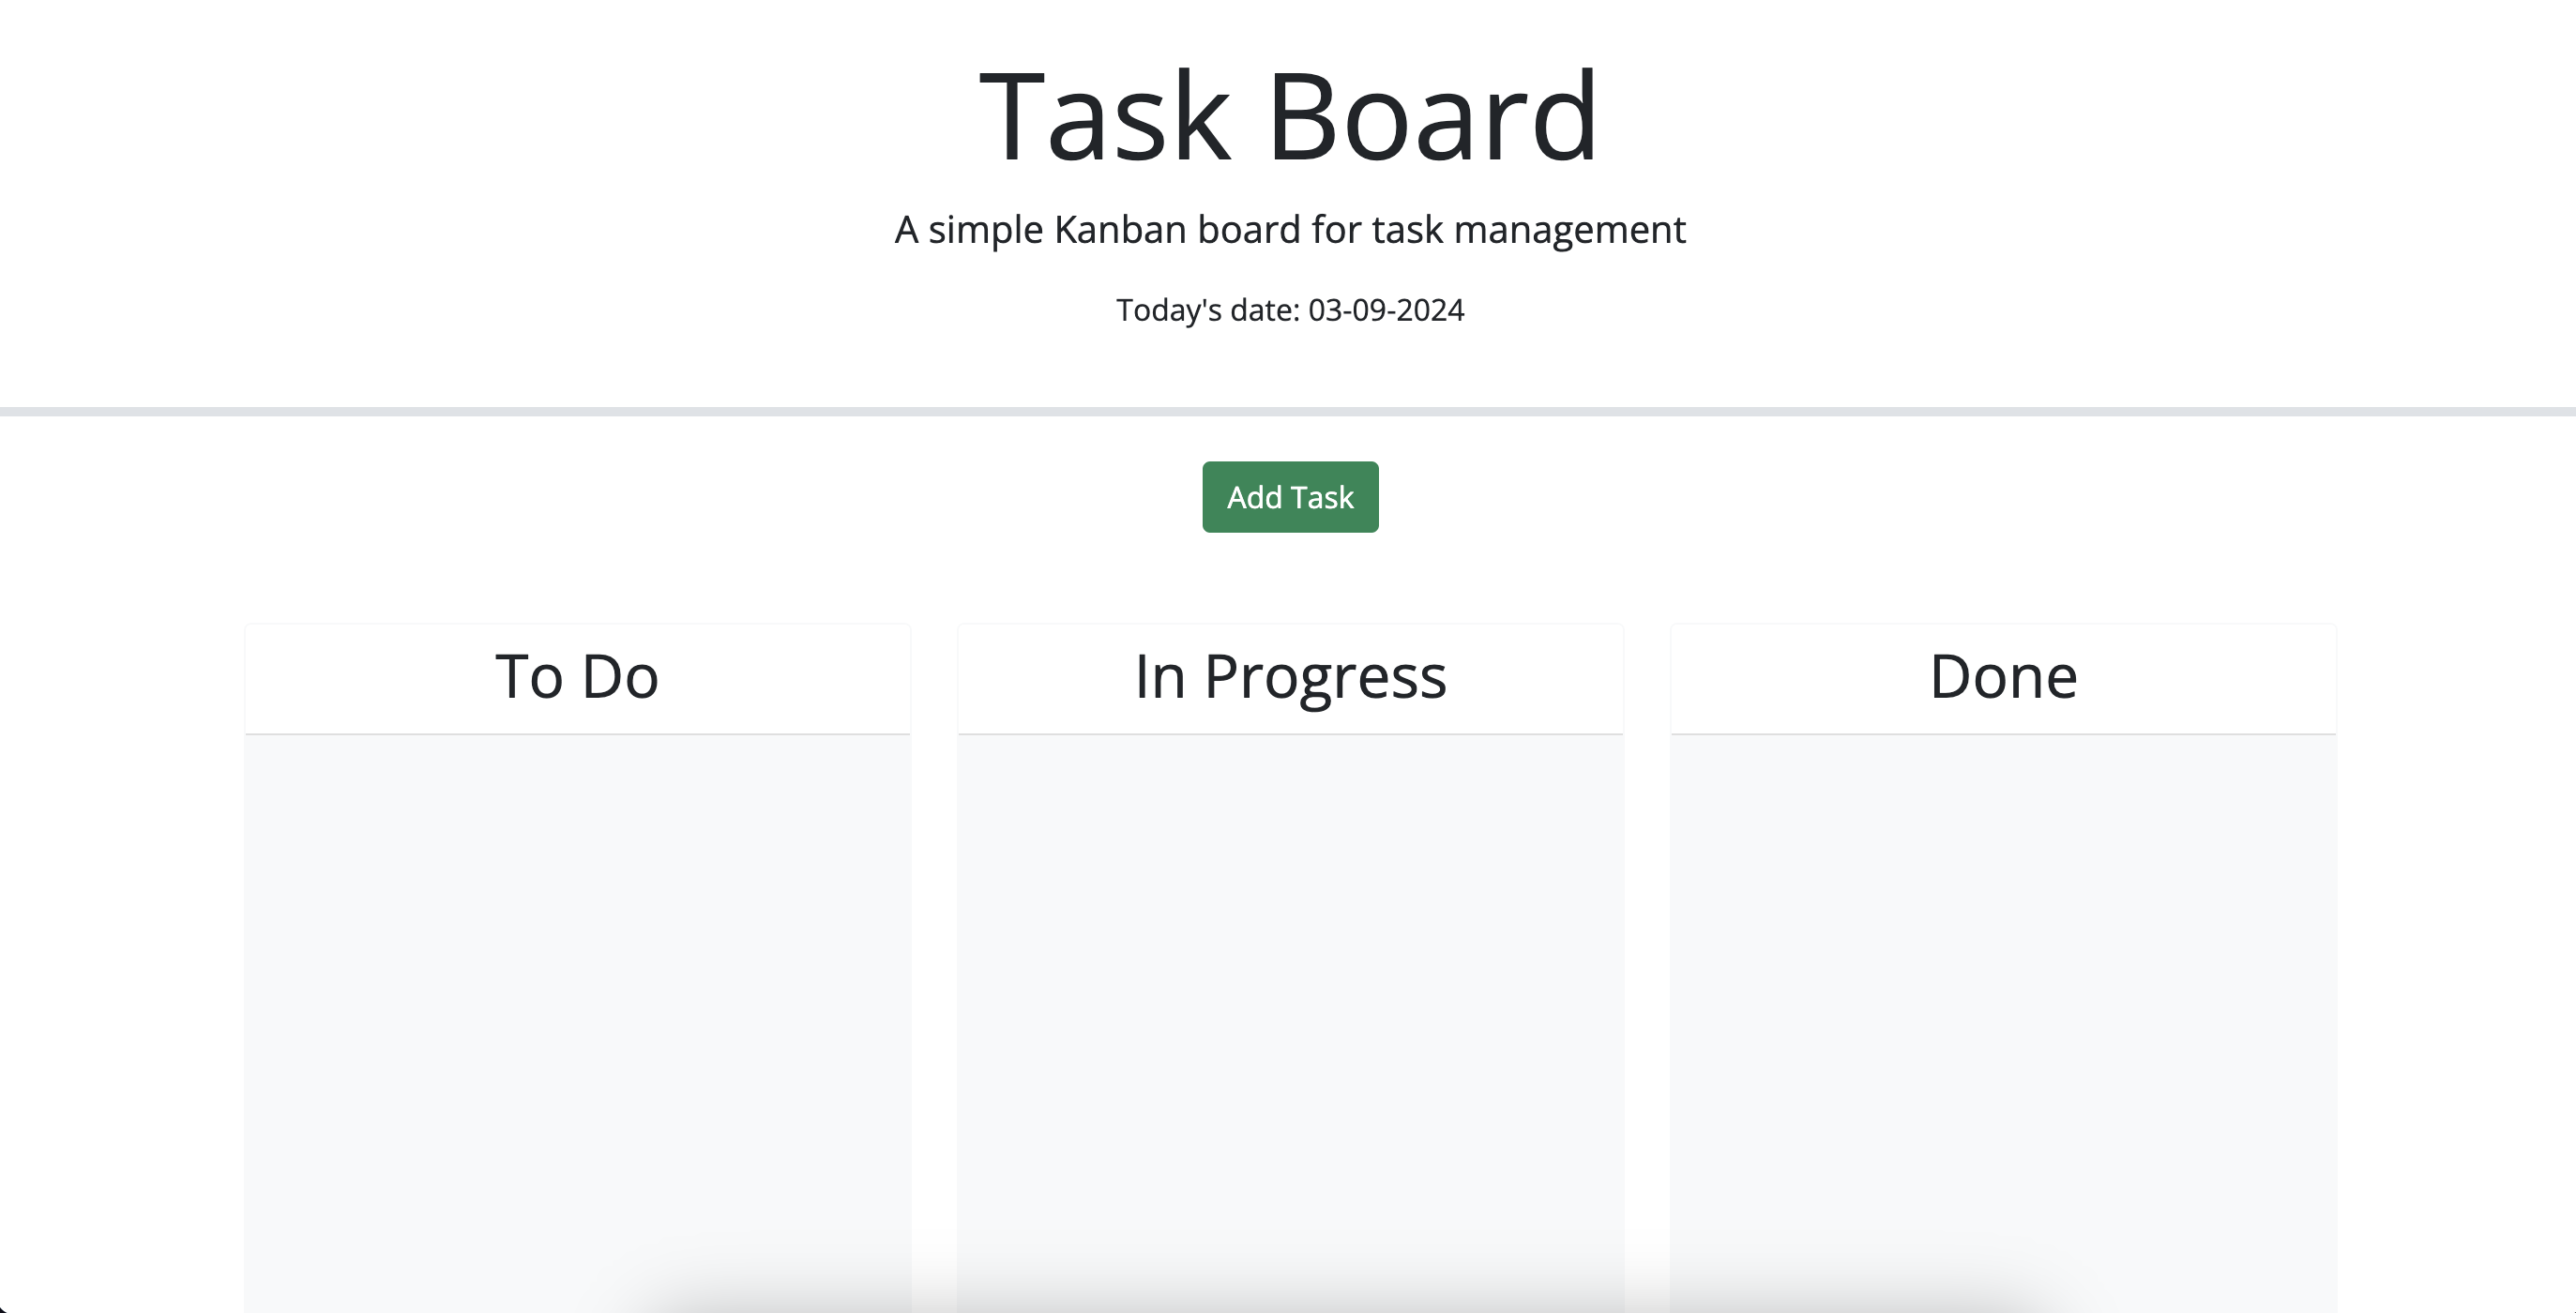 Task Board
A simple Kanban board for task management
Today's date: 03-09-2024
Add Task
To Do
In Progress
Done